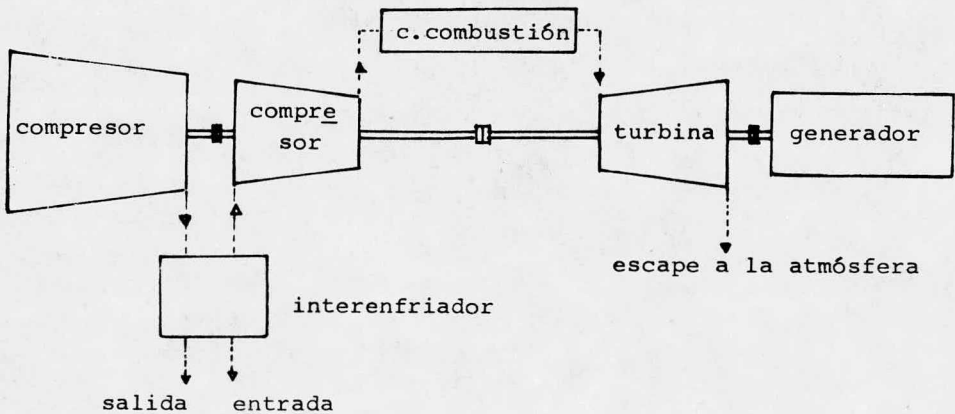 c.combustión
compresor
compre
sor
turbina
generador
escape a la atmósfera
interenfriador
salida
entrada